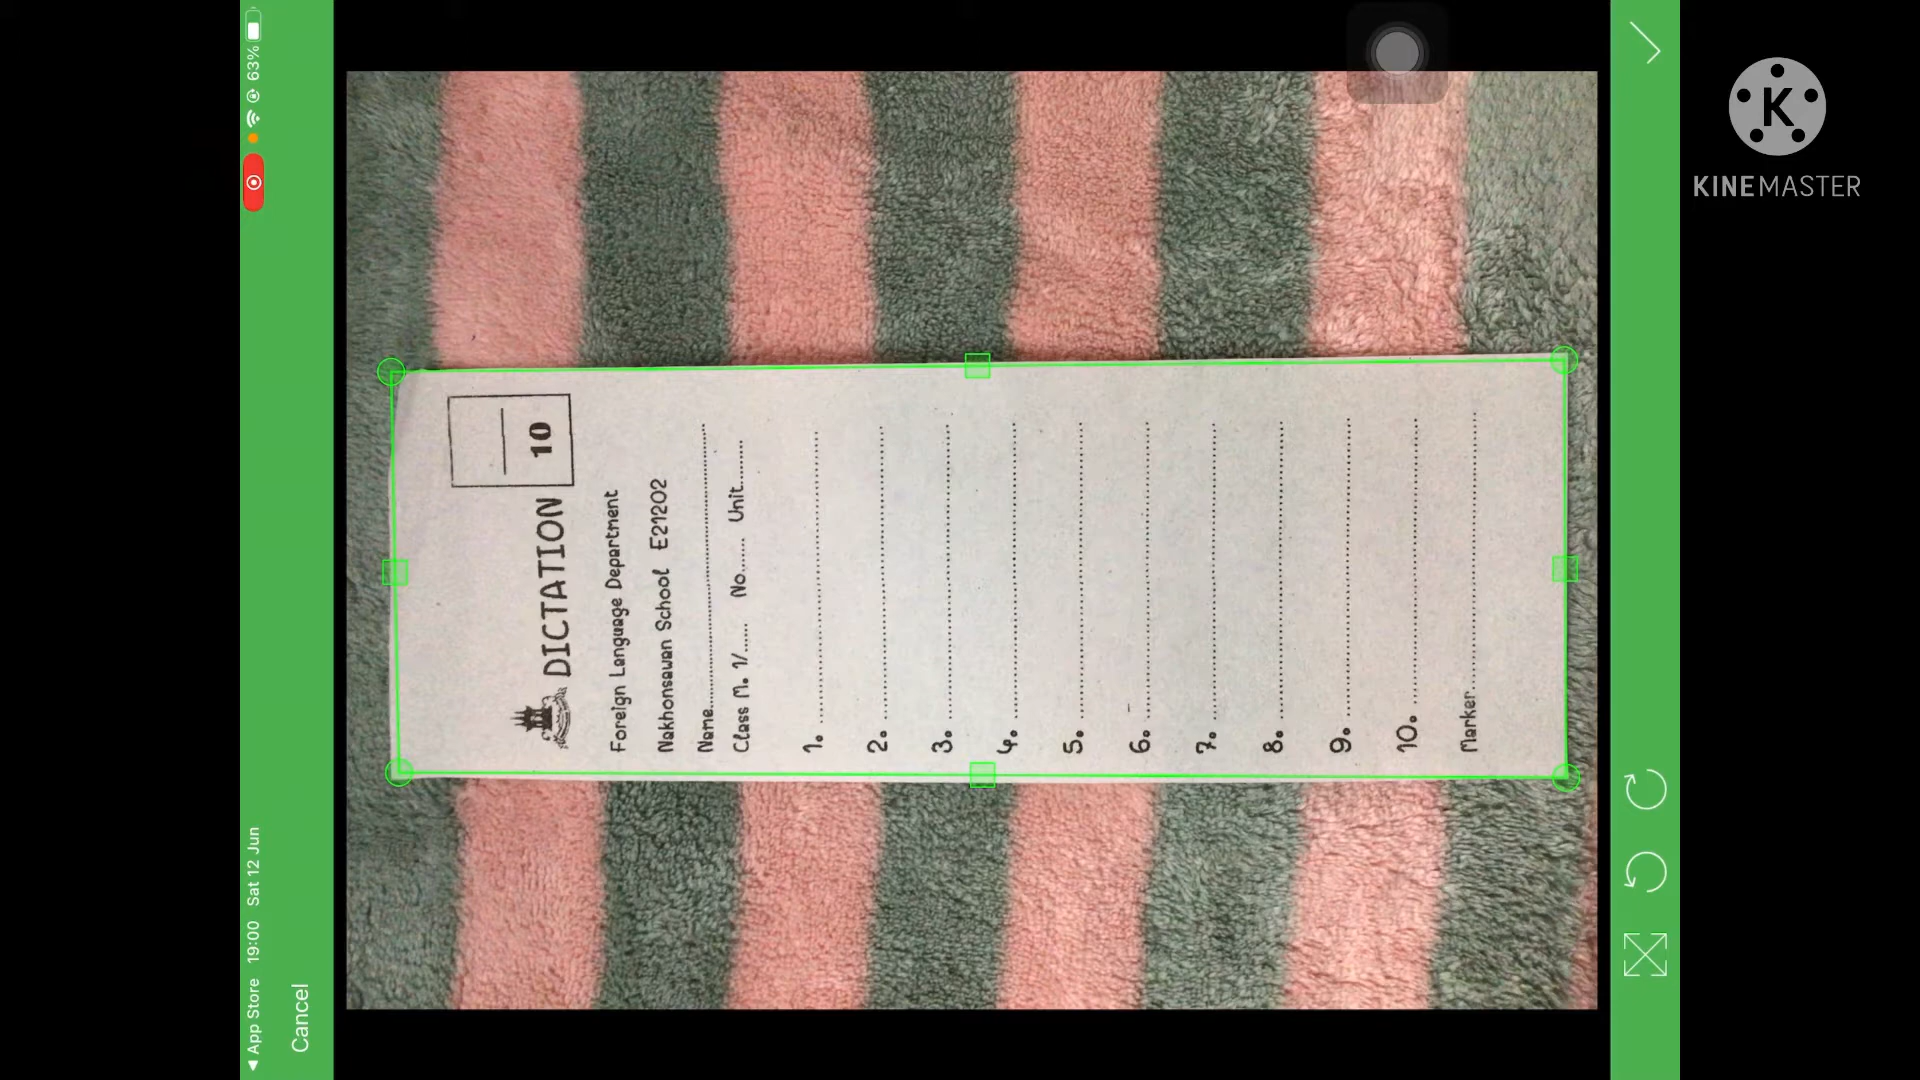 63%
◀ App Store 19:00 Sat 12 Jun
Cancel
KINEMASTER
10
DICTATION
Foreign Language Department
Nakhonsawan School E21202
Name
Class M. 1/...... No....... Unit.........
1.
2.
3.
4.
5.
6.
7.
8.
9.
10.
Marker